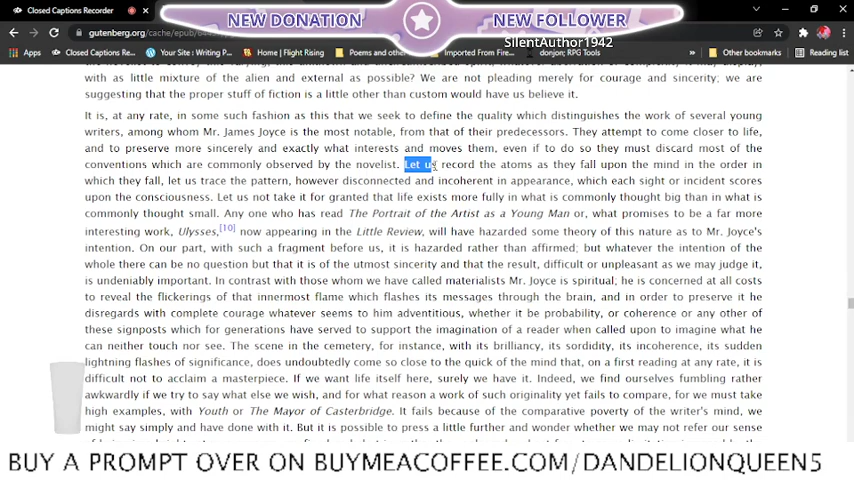 Closed Captions Recorder
NEW DONATION
NEW FOLLOWER
SilentAuthor1942
Apps
Closed Captions Rec...
Your Site : Writing P...
Home | Flight Rising
Poems and other
Imported From Fire...
donjon; RPG Tools
Other bookmarks
Reading list
with as little mixture of the alien and external as possible? We are not pleading merely for courage and sincerity; we are
suggesting that the proper stuff of fiction is a little other than custom would have us believe it.
It is, at any rate, in some such fashion as this that we seek to define the quality which distinguishes the work of several young
writers, among whom Mr. James Joyce is the most notable, from that of their predecessors. They attempt to come closer to life,
and to preserve more sincerely and exactly what interests and moves them, even if to do so they must discard most of the
conventions which are commonly observed by the novelist. Let us record the atoms as they fall upon the mind in the order in
which they fall, let us trace the pattern, however disconnected and incoherent in appearance, which each sight or incident scores
upon the consciousness. Let us not take it for granted that life exists more fully in what is commonly thought big than in what is
commonly thought small. Any one who has read The Portrait of the Artist as a Young Man or, what promises to be a far more
interesting work, Ulysses,[10] now appearing in the Little Review, will have hazarded some theory of this nature as to Mr. Joyce's
intention. On our part, with such a fragment before us, it is hazarded rather than affirmed; but whatever the intention of the
whole there can be no question but that it is of the utmost sincerity and that the result, difficult or unpleasant as we may judge it,
is undeniably important. In contrast with those whom we have called materialists Mr. Joyce is spiritual; he is concerned at all costs
to reveal the flickerings of that innermost flame which flashes its messages through the brain, and in order to preserve it he
disregards with complete courage whatever seems to him adventitious, whether it be probability, or coherence or any other of
these signposts which for generations have served to support the imagination of a reader when called upon to imagine what he
can neither touch nor see. The scene in the cemetery, for instance, with its brilliancy, its sordidity, its incoherence, its sudden
lightning flashes of significance, does undoubtedly come so close to the quick of the mind that, on a first reading at any rate, it is
difficult not to acclaim a masterpiece. If we want life itself here, surely we have it. Indeed, we find ourselves fumbling rather
awkwardly if we try to say what else we wish, and for what reason a work of such originality yet fails to compare, for we must take
high examples, with Youth or The Mayor of Casterbridge. It fails because of the comparative poverty of the writer's mind, we
might say simply and have done with it. But it is possible to press a little further and wonder whether we may not refer our sense
BUY A PROMPT OVER ON BUYMEACOFFEE.COM/DANDELIONQUEEN5